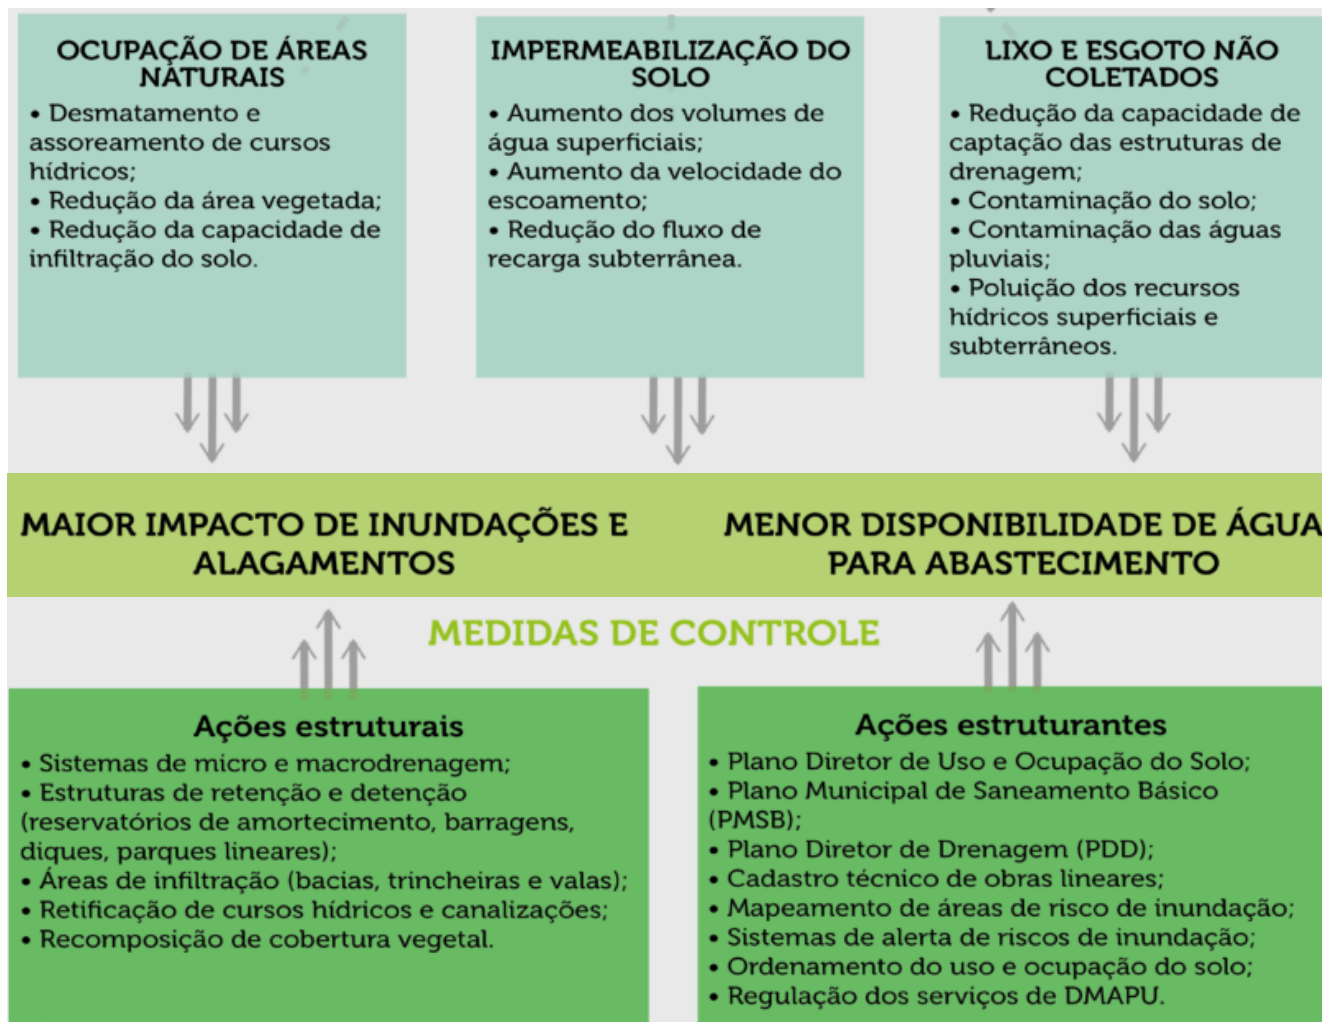 OCUPAÇÃO DE ÁREAS
NATURAIS
• Desmatamento e
assoreamento de cursos
hídricos;
• Redução da área vegetada;
• Redução da capacidade de
infiltração do solo.
IMPERMEABILIZAÇÃO DO
SOLO
• Aumento dos volumes de
água superficiais;
• Aumento da velocidade do
escoamento;
• Redução do fluxo de
recarga subterrânea.
LIXO E ESGOTO NÃO
COLETADOS
• Redução da capacidade de
captação das estruturas de
drenagem;
• Contaminação do solo;
• Contaminação das águas
pluviais;
• Poluição dos recursos
hídricos superficiais e
subterrâneos.
MAIOR IMPACTO DE INUNDAÇÕES E
ALAGAMENTOS
MENOR DISPONIBILIDADE DE ÁGUA
PARA ABASTECIMENTO
MEDIDAS DE CONTROLE
Ações estruturais
• Sistemas de micro e macrodrenagem;
• Estruturas de retenção e detenção
(reservatórios de amortecimento, barragens,
diques, parques lineares);
• Áreas de infiltração (bacias, trincheiras e valas);
• Retificação de cursos hídricos e canalizações;
• Recomposição de cobertura vegetal.
Ações estruturantes
• Plano Diretor de Uso e Ocupação do Solo;
• Plano Municipal de Saneamento Básico
(PMSB);
• Plano Diretor de Drenagem (PDD);
• Cadastro técnico de obras lineares;
• Mapeamento de áreas de risco de inundação;
• Sistemas de alerta de riscos de inundação;
• Ordenamento do uso e ocupação do solo;
• Regulação dos serviços de DMAPU.